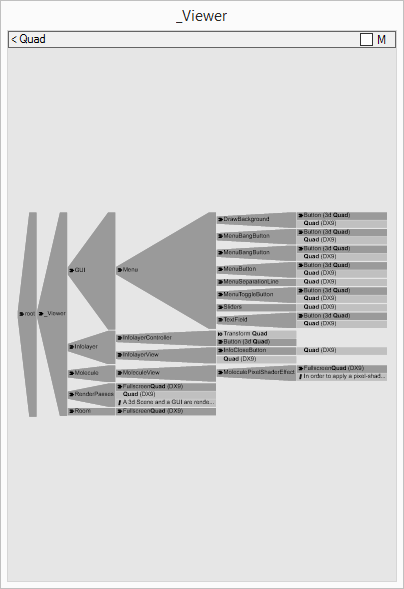 _Viewer
< Quad
M
root
_Viewer
GUI
Menu
DrawBackground
Button (3d Quad)
Quad (DX9)
MenuBangButton
Button (3d Quad)
Quad (DX9)
MenuBangButton
Button (3d Quad)
Quad (DX9)
MenuButton
Button (3d Quad)
Quad (DX9)
MenuSeparationLine
Quad (DX9)
MenuToggleButton
Button (3d Quad)
Quad (DX9)
Sliders
Quad (DX9)
TextField
Button (3d Quad)
Quad (DX9)
Infolayer
InfolayerController
Transform Quad
Button (3d Quad)
InfolayerView
InfoCloseButton
Quad (DX9)
Quad (DX9)
Molecule
MoleculeView
MoleculePixelShaderEffect
FullscreenQuad (DX9)
In order to apply a pixel-shad...
RenderPasses
FullscreenQuad (DX9)
Quad (DX9)
A 3d Scene and a GUI are rende...
Room
FullscreenQuad (DX9)